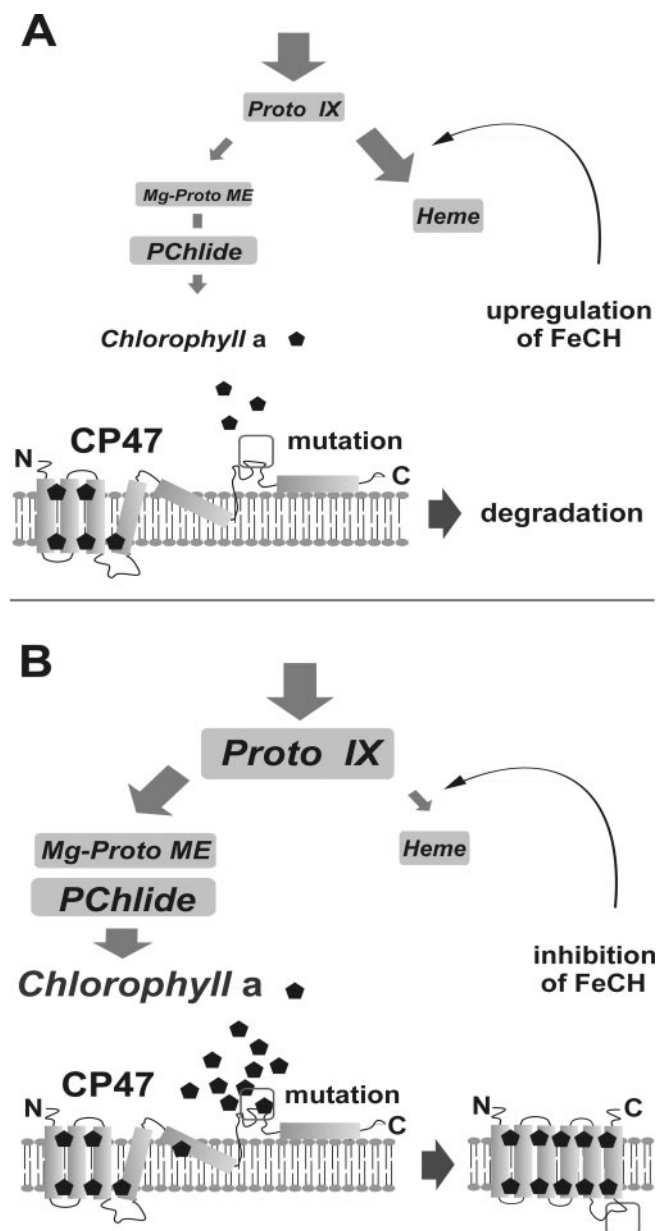 A
Proto IX
Mg-Proto ME
Heme
PChlide
upregulation
of FeCH
Chlorophyll a
CP47
mutation
N
C
degradation
B
Proto IX
Mg-Proto ME
Heme
PChlide
inhibition
of FeCH
Chlorophyll a
CP47
mutation
N
C
N
C